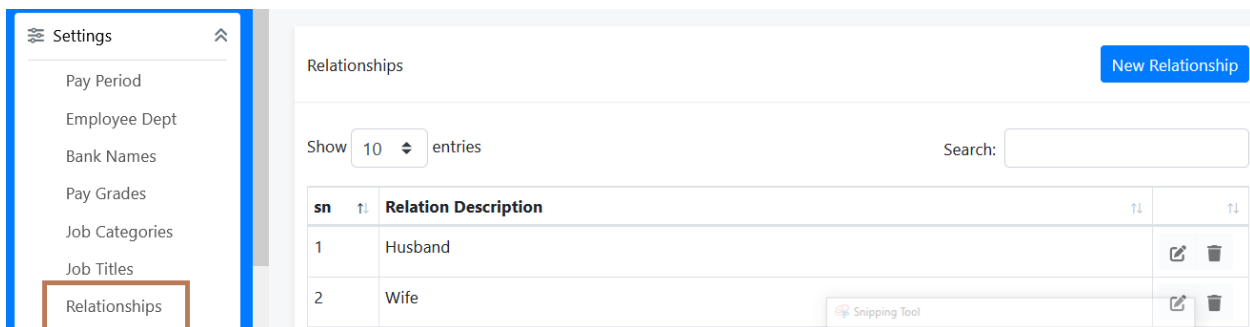 Settings
Pay Period
Employee Dept
Bank Names
Pay Grades
Job Categories
Job Titles
Relationships
Relationships
New Relationship
Show 10 entries
Search:
sn Relation Description
1 Husband
2 Wife
Snipping Tool